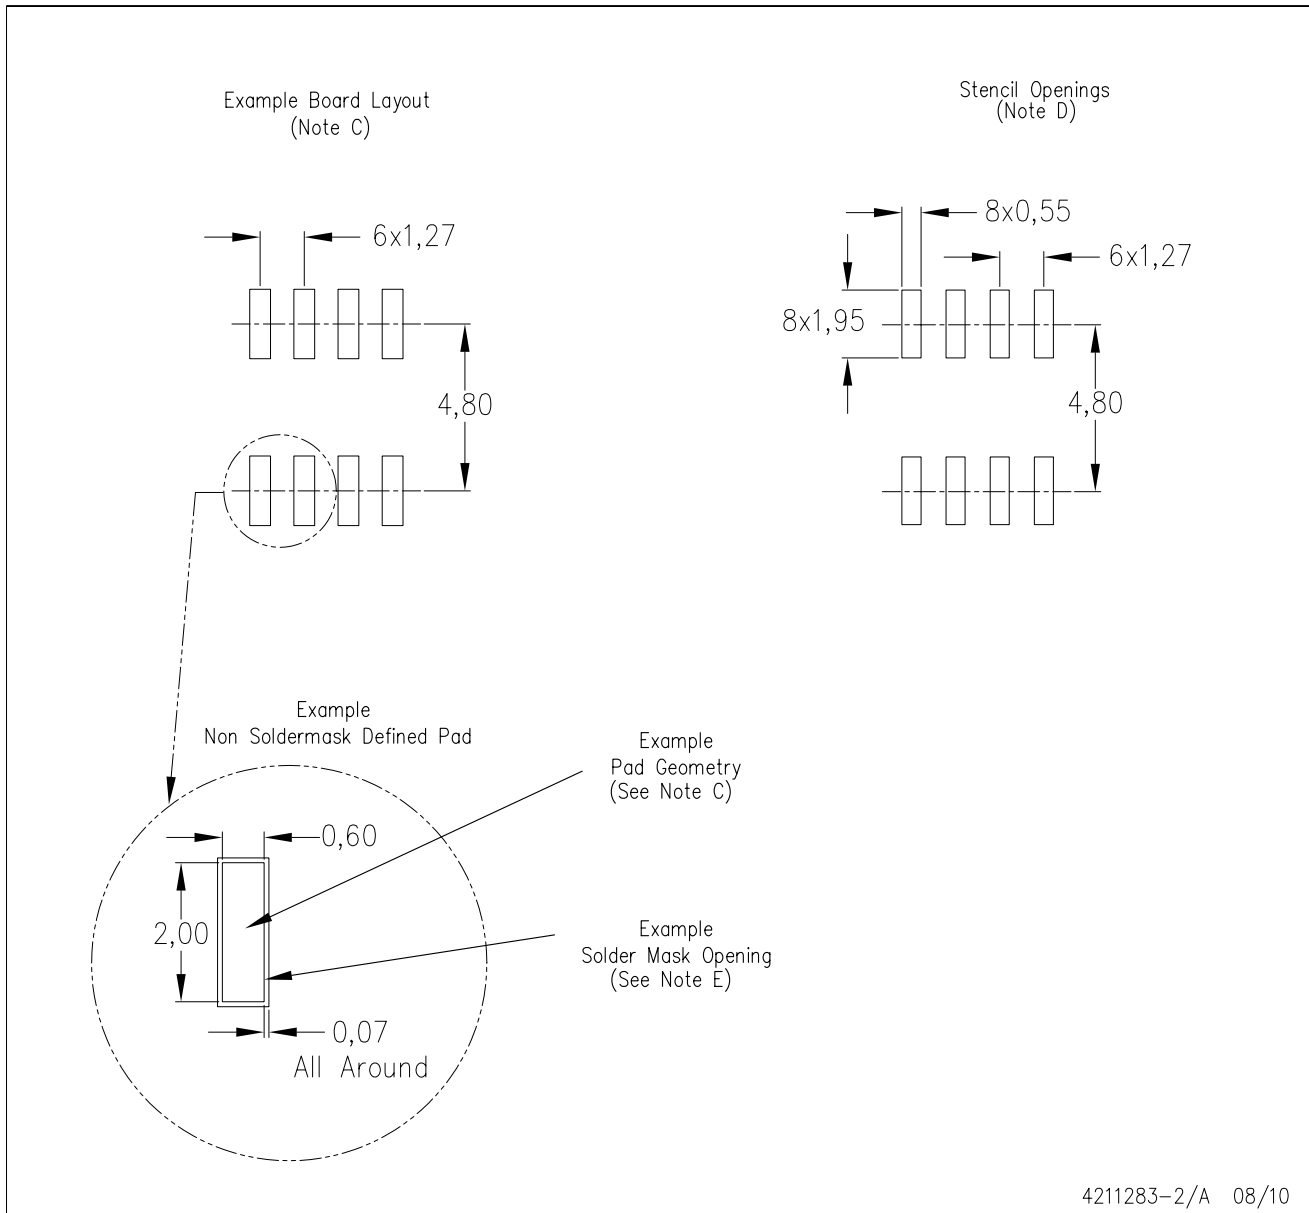 Example Board Layout
(Note C)
6x1,27
4,80
Stencil Openings
(Note D)
8x0,55
6x1,27
8x1,95
4,80
Example
Non Soldermask Defined Pad
0,60
2,00
0,07
All Around
Example
Pad Geometry
(See Note C)
Example
Solder Mask Opening
(See Note E)
4211283-2/A 08/10